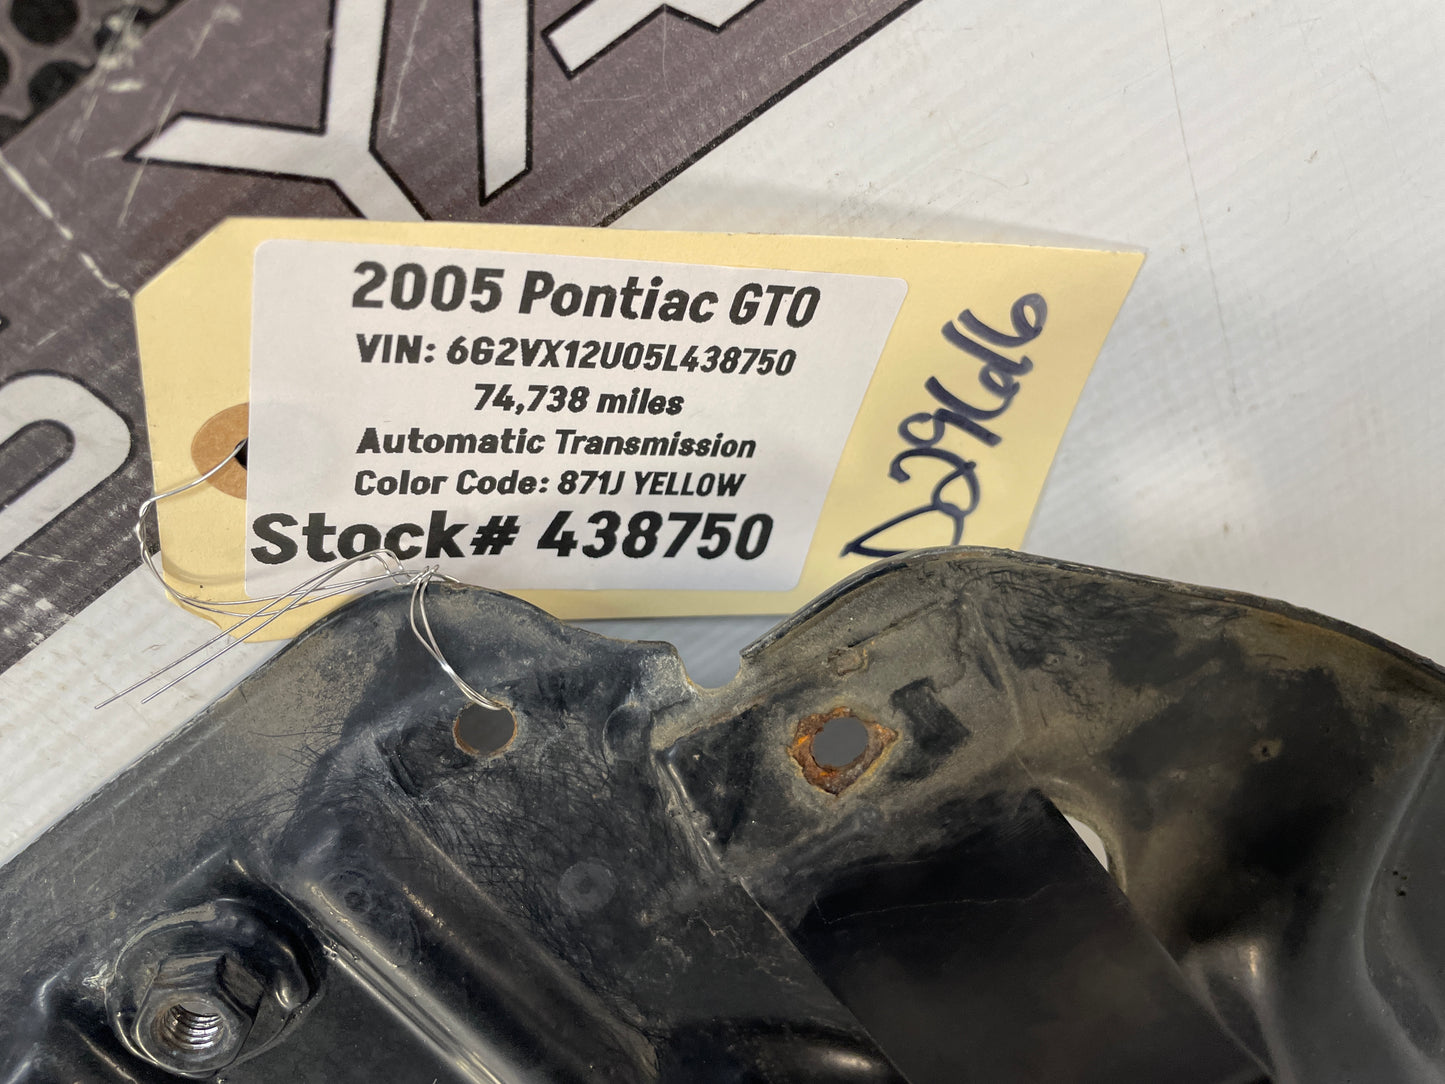 2005 Pontiac GTO
VIN: 6G2VX12U05L438750
74,738 miles
Automatic Transmission
Color Code: 871J YELLOW
Stock# 438750